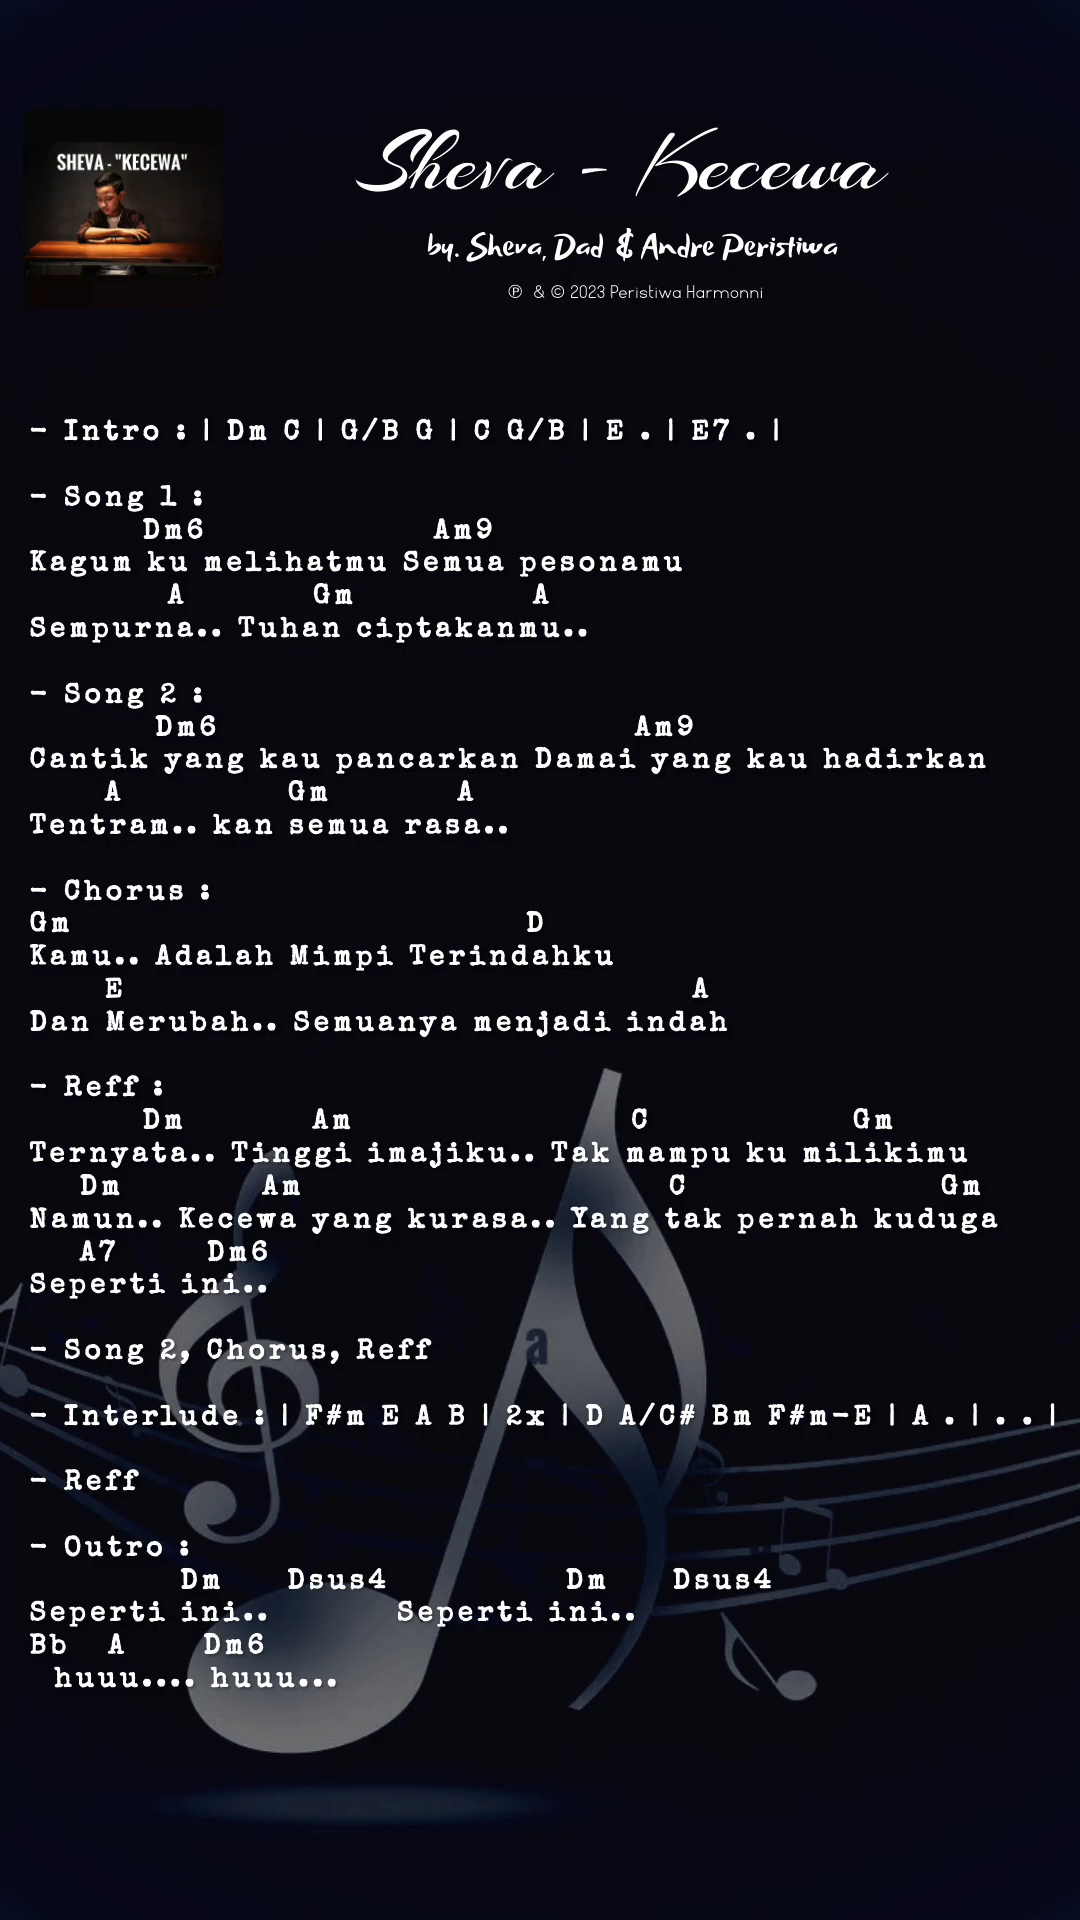 SHEVA - "KECEWA"
Sheva - Kecewa
by. Sheva, Dad & Andre Peristiwa
℗ & © 2023 Peristiwa Harmonni
- Intro : | Dm C | G/B G | C G/B | E . | E7 . |
- Song 1 :
Dm6 Am9
Kagum ku melihatmu Semua pesonamu
A Gm A
Sempurna.. Tuhan ciptakanmu..
- Song 2 :
Dm6 Am9
Cantik yang kau pancarkan Damai yang kau hadirkan
A Gm A
Tentram.. kan semua rasa..
- Chorus :
Gm D
Kamu.. Adalah Mimpi Terindahku
E A
Dan Merubah.. Semuanya menjadi indah
- Reff :
Dm Am C Gm
Ternyata.. Tinggi imajiku.. Tak mampu ku milikimu
Dm Am C Gm
Namun.. Kecewa yang kurasa.. Yang tak pernah kuduga
A7 Dm6
Seperti ini..
a
- Song 2, Chorus, Reff
- Interlude : | F#m E A B | 2x | D A/C# Bm F#m-E | A . | . . |
- Reff
- Outro :
Dm Dsus4 Dm Dsus4
Seperti ini.. Seperti ini..
Bb A Dm6
huuu.... huuu...